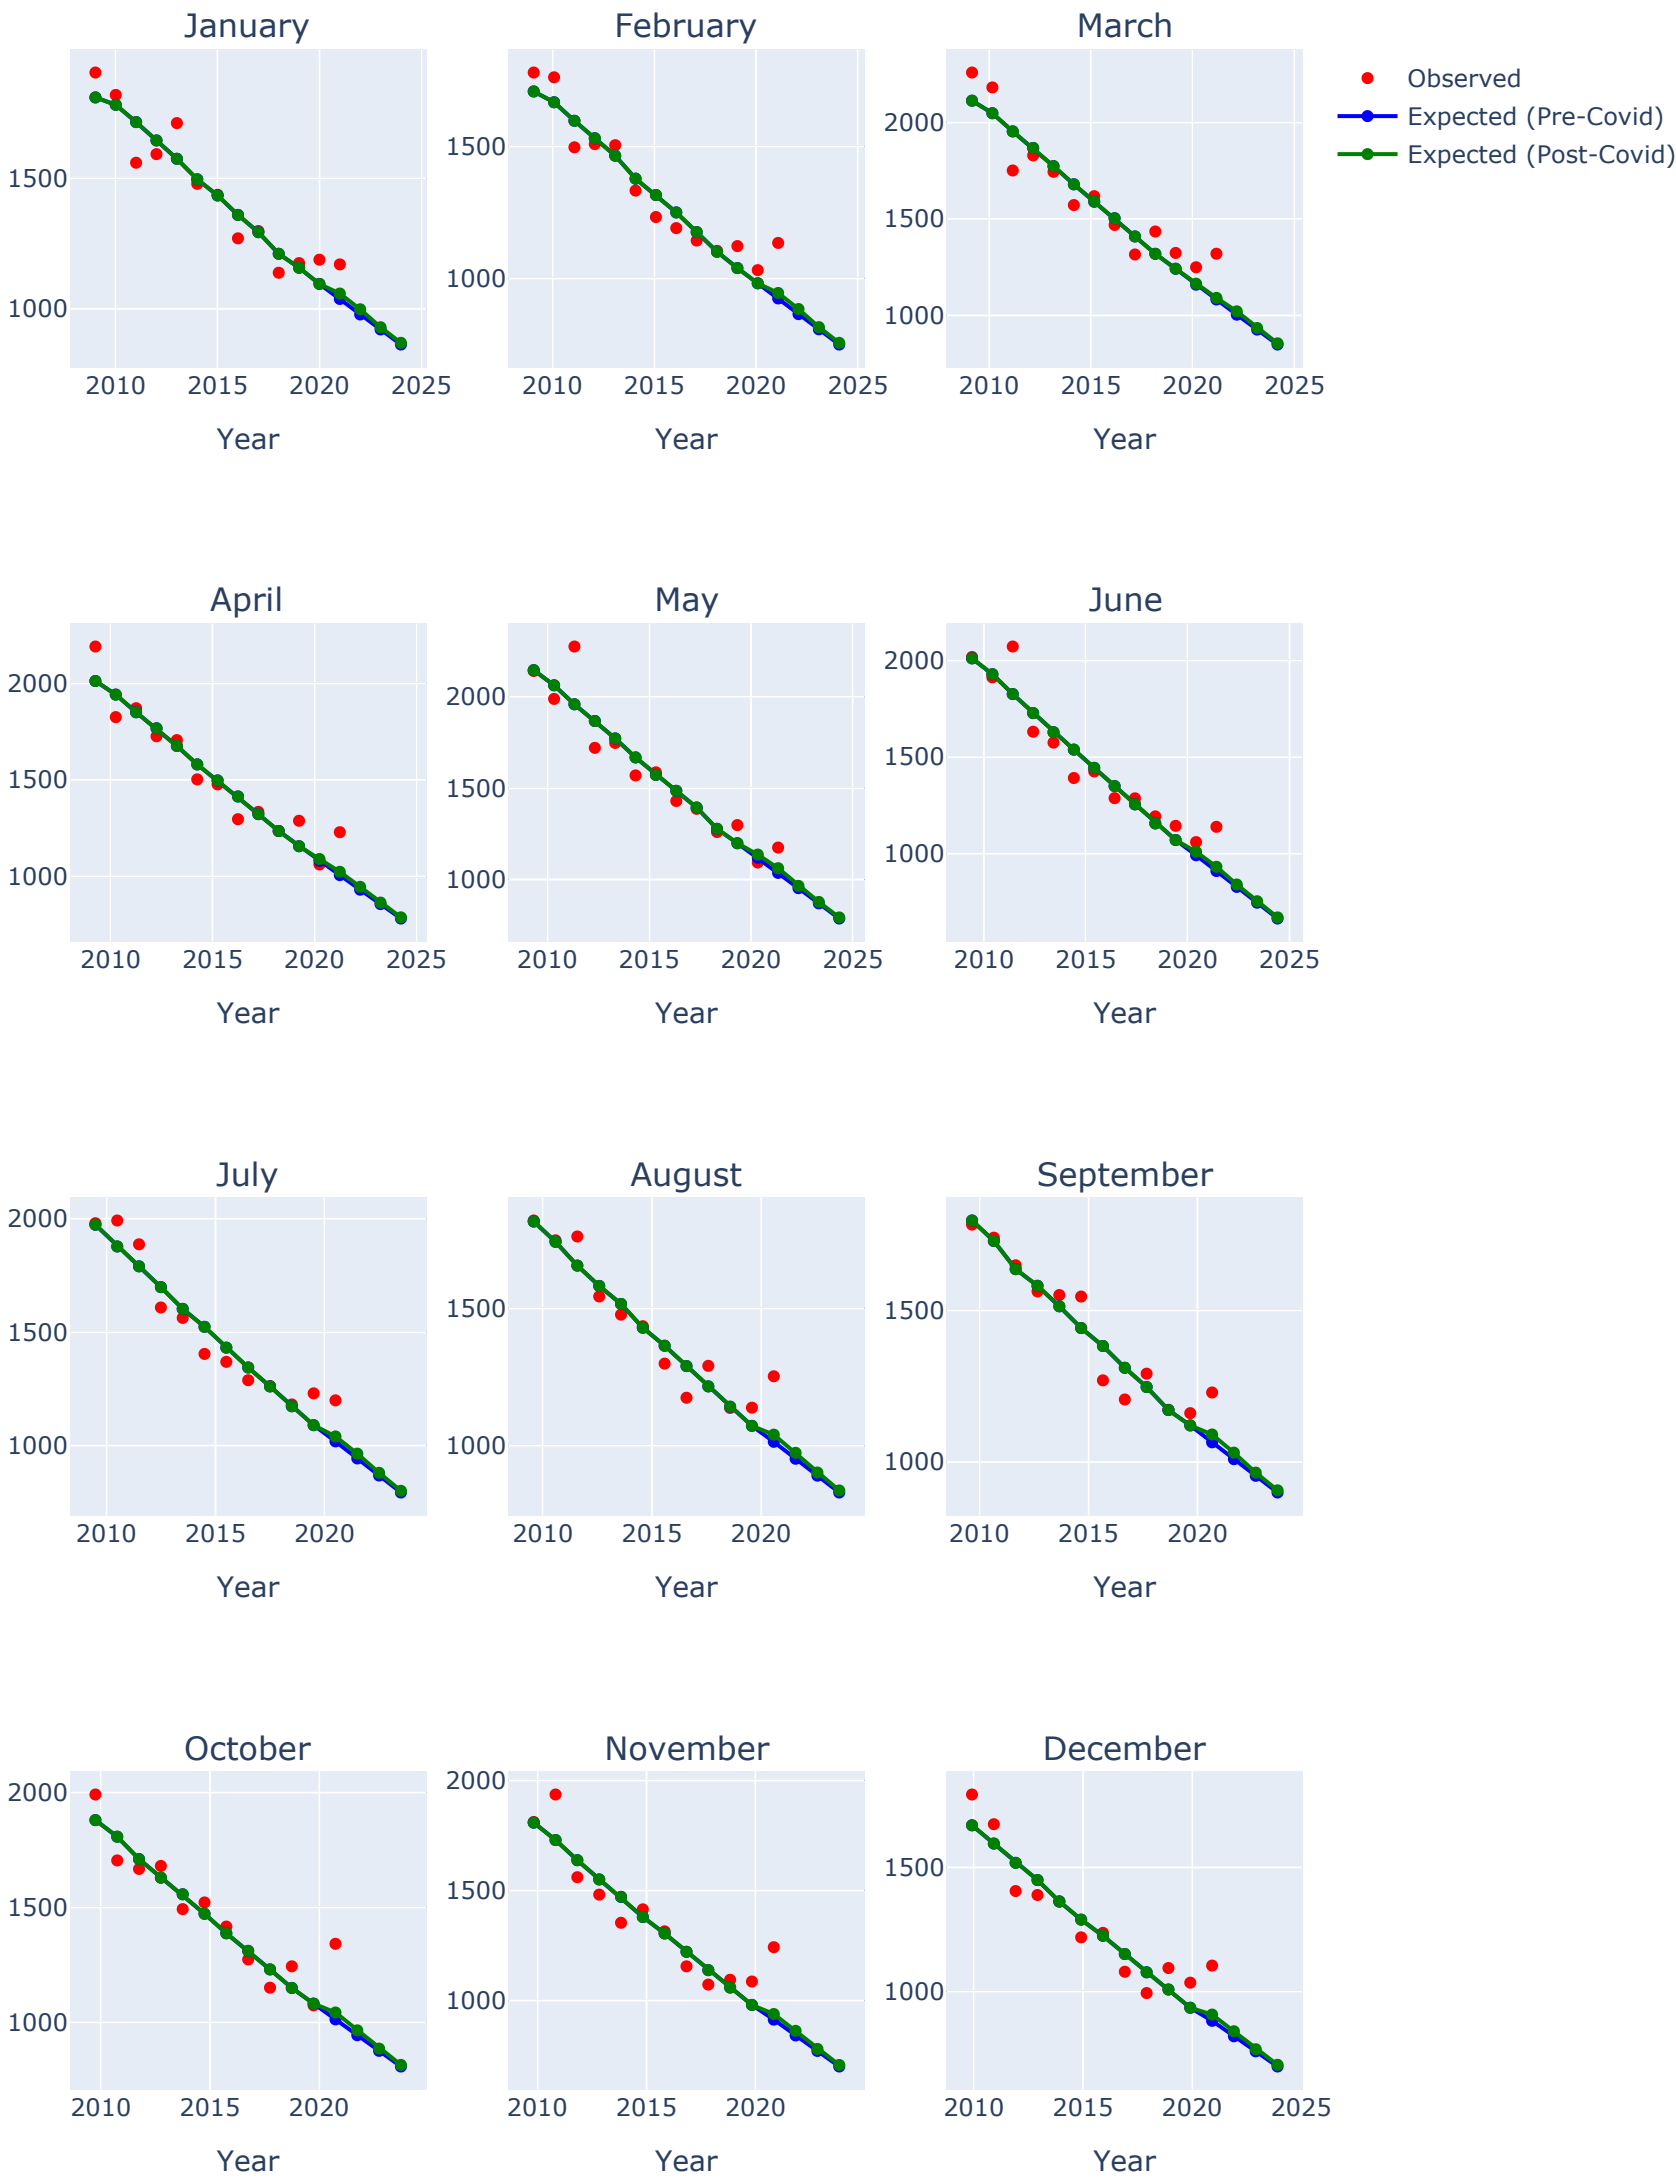 January February March
Observed
Expected (Pre-Covid)
Expected (Post-Covid)
1500
1000
1500
1000
2000
1500
1000
2010 2015 2020 2025 2010 2015 2020 2025 2010 2015 2020 2025
Year Year Year
April May June
2000
1500
1000
2000
1500
1000
2000
1500
1000
2010 2015 2020 2025 2010 2015 2020 2025 2010 2015 2020 2025
Year Year Year
July August September
2000
1500
1000
1500
1000
1500
1000
2010 2015 2020 2010 2015 2020 2010 2015 2020
Year Year Year
October November December
2000
1500
1000
2000
1500
1000
1500
1000
2010 2015 2020 2010 2015 2020 2010 2015 2020 2025
Year Year Year